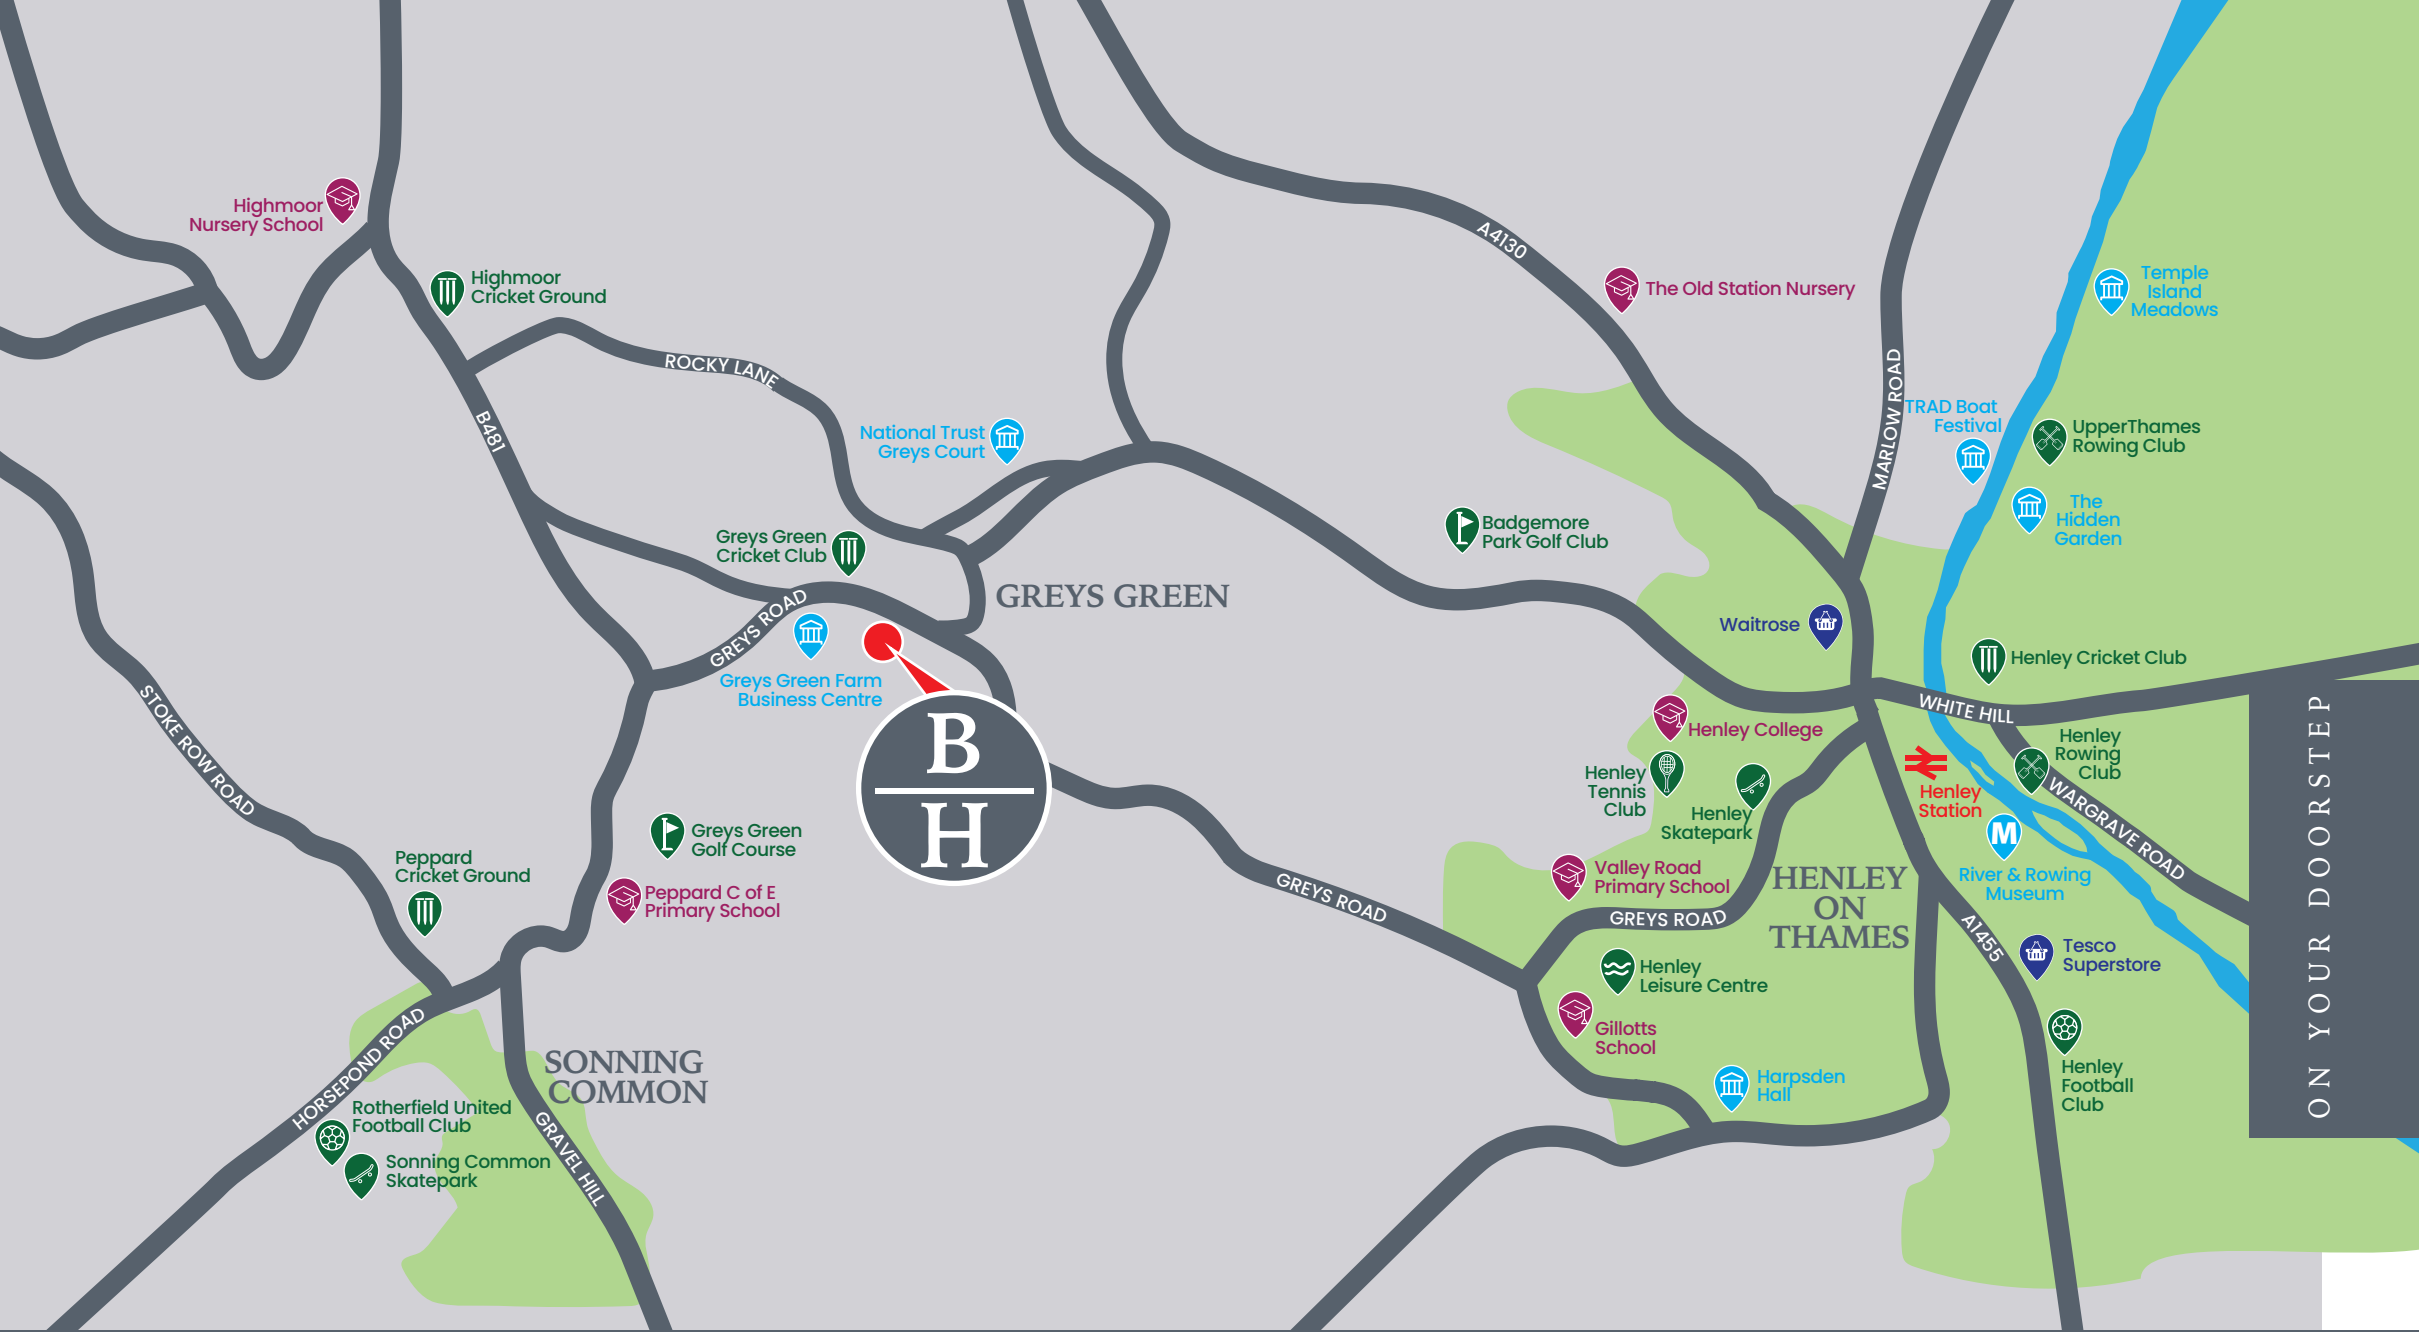 Highmoor
Nursery School
Highmoor
Cricket Ground
ROCKY LANE
B481
National Trust
Greys Court
Greys Green
Cricket Club
GREYS GREEN
GREYS ROAD
Greys Green Farm
Business Centre
B
H
STOKE ROW ROAD
Greys Green
Golf Course
Peppard
Cricket Ground
Peppard C of E
Primary School
HORSEPOND ROAD
SONNING
COMMON
Rotherfield United
Football Club
Sonning Common
Skatepark
GRAVEL HILL
A4130
The Old Station Nursery
MARLOW ROAD
Temple
Island
Meadows
TRAD Boat
Festival
UpperThames
Rowing Club
The
Hidden
Garden
Badgemore
Park Golf Club
Waitrose
Henley Cricket Club
WHITE HILL
Henley College
Henley
Tennis
Club
Henley
Skatepark
Henley
Station
Henley
Rowing
Club
WARGRAVE ROAD
M
River & Rowing
Museum
Valley Road
Primary School
GREYS ROAD
GREYS ROAD
HENLEY
ON
THAMES
A1455
Tesco
Superstore
Henley
Leisure Centre
Gillotts
School
Harpsden
Hall
Henley
Football
Club
ON YOUR DOORSTEP